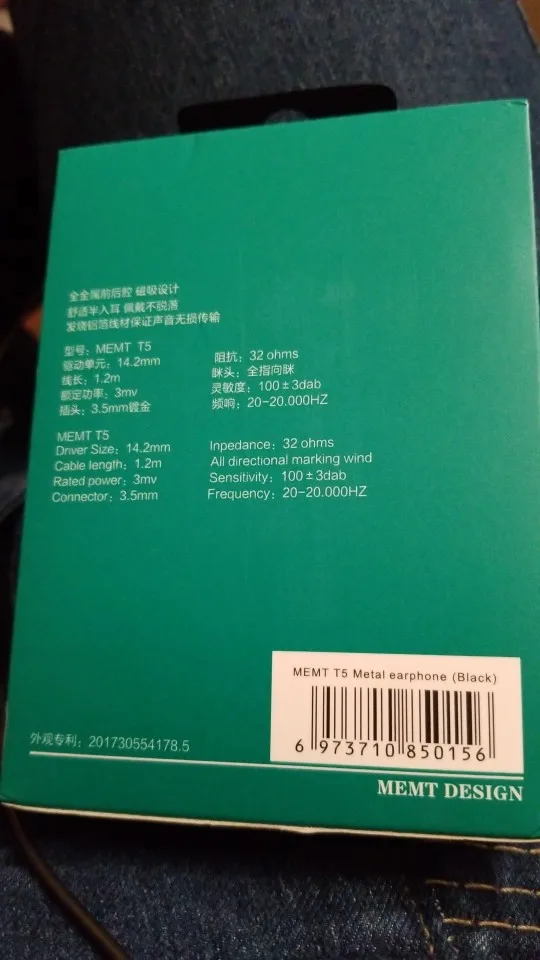 全金属前后腔 磁吸设计
舒适半入耳 佩戴不脱落
发烧铝箔线材保证声音无损传输
型号：MEMT T5
驱动单元：14.2mm
线长：1.2m
额定功率：3mv
插头：3.5mm镀金
阻抗：32 ohms
咪头：全指向咪
灵敏度：100±3dab
频响：20-20.000HZ
MEMT T5
Driver Size：14.2mm
Cable length：1.2m
Rated power：3mv
Connector：3.5mm
Inpedance：32 ohms
All directional marking wind
Sensitivity：100±3dab
Frequency：20-20.000HZ
MEMT T5 Metal earphone (Black)
6 973710 850156
外观专利：201730554178.5
MEMT DESIGN